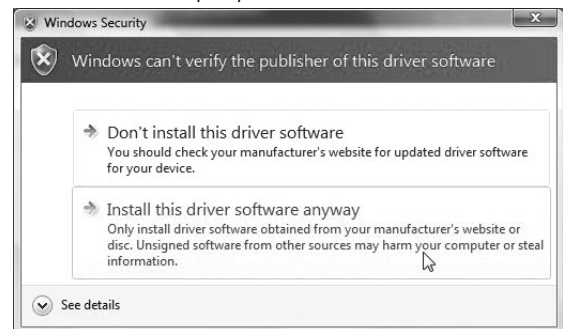 Windows Security
Windows can't verify the publisher of this driver software
Don't install this driver software
You should check your manufacturer's website for updated driver software
for your device.
Install this driver software anyway
Only install driver software obtained from your manufacturer's website or
disc. Unsigned software from other sources may harm your computer or steal
information.
See details